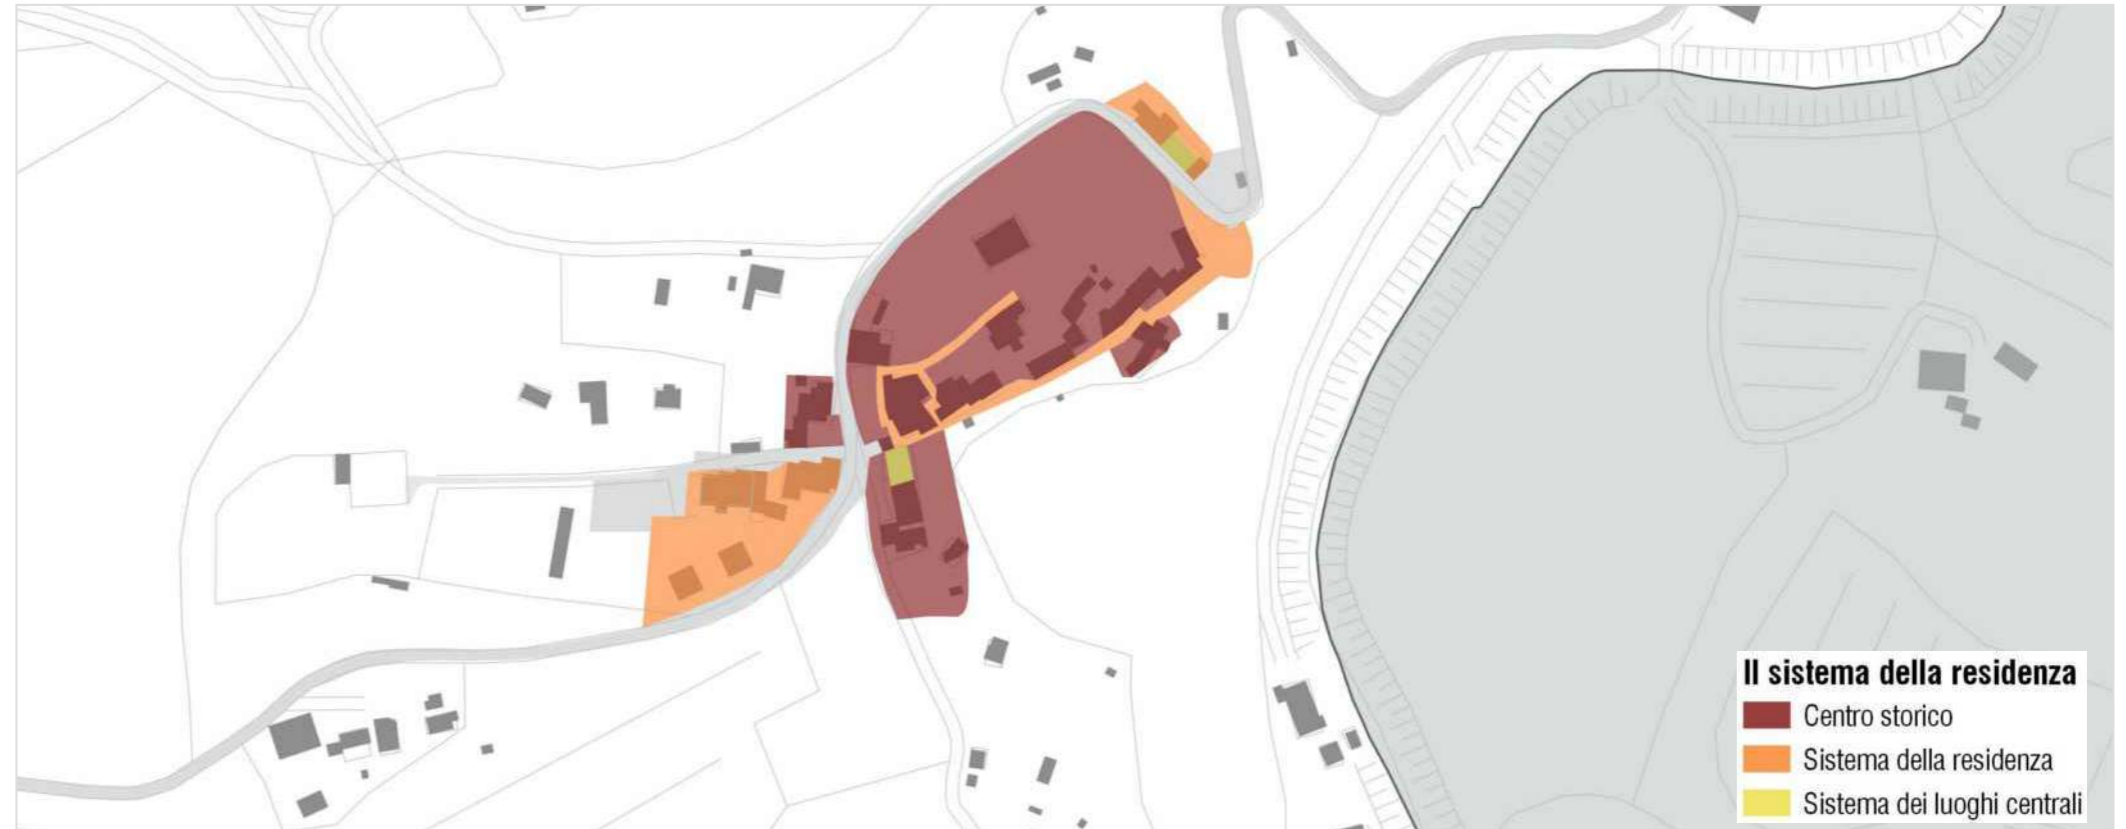 Il sistema della residenza
Centro storico
Sistema della residenza
Sistema dei luoghi centrali